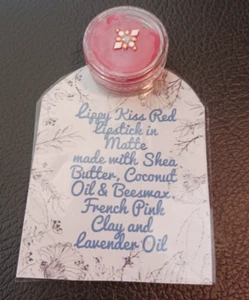 Lippy Kiss Red
Lipstick in
Matte
made with Shea
Butter, Coconut
Oil & Beeswax.
French Pink
Clay and
Lavender Oil